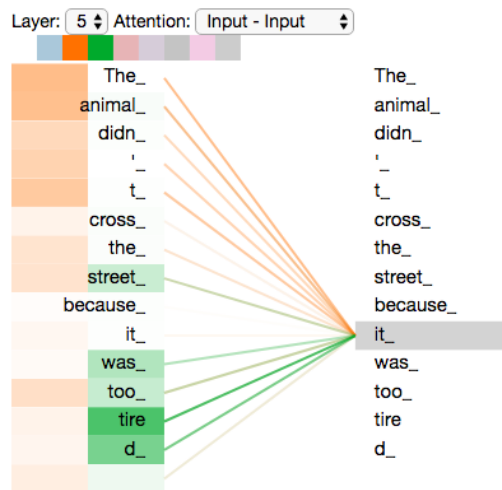 Layer: 5 Attention: Input - Input
The_ The_
animal_ animal_
didn_ didn_
'_ '_
t_ t_
cross_ cross_
the_ the_
street_ street_
because_ because_
it_ it_
was_ was_
too_ too_
tire tire
d_ d_